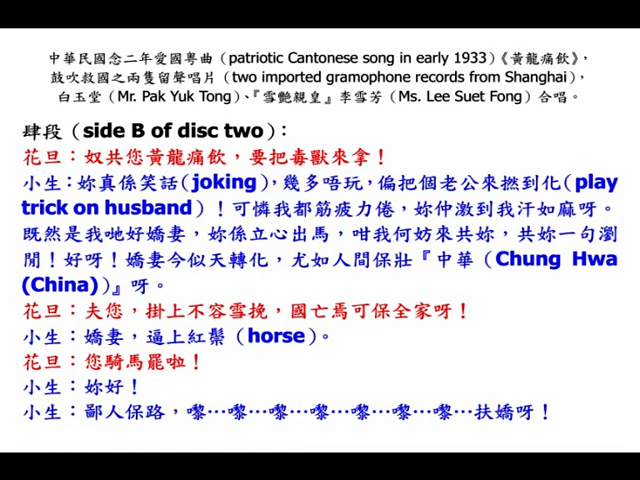 中華民國念二年愛國粵曲（patriotic Cantonese song in early 1933）《黃龍痛飲》，
鼓吹救國之兩隻留聲唱片（two imported gramophone records from Shanghai），
白玉堂（Mr. Pak Yuk Tong）、『雪艷親皇』李雪芳（Ms. Lee Suet Fong）合唱。
肆段（side B of disc two）：
花旦：奴共您黃龍痛飲，要把毒獸來拿！
小生：妳真係笑話（joking），幾多唔玩，偏把個老公來撚到化（play
trick on husband）！可憐我都筋疲力倦，妳仲激到我汗如麻呀。
既然是我哋好嬌妻，妳係立心出馬，咁我何妨來共妳，共妳一句瀏
閒！好呀！嬌妻今似天轉化，尤如人間保壯『中華（Chung Hwa
(China)）』呀。
花旦：夫您，掛上不容雪挽，國亡焉可保全家呀！
小生：嬌妻，逼上紅鬃（horse）。
花旦：您騎馬罷啦！
小生：妳好！
小生：鄙人保路，嚟⋯嚟⋯嚟⋯嚟⋯嚟⋯嚟⋯嚟⋯嚟⋯扶嬌呀！